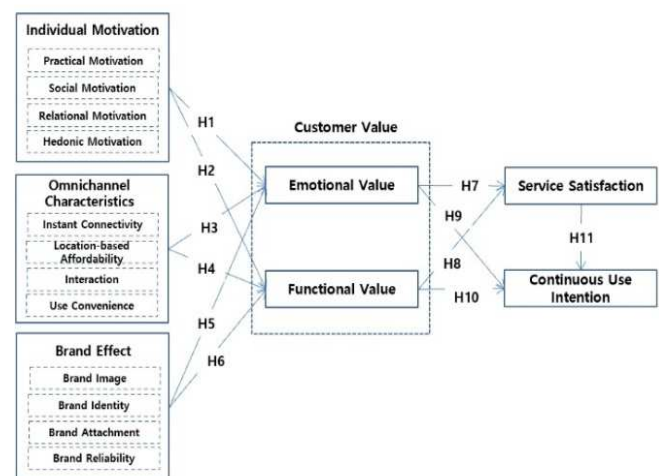 Individual Motivation
Practical Motivation
Social Motivation
Relational Motivation
Hedonic Motivation
Omnichannel
Characteristics
Instant Connectivity
Location-based
Affordability
Interaction
Use Convenience
Brand Effect
Brand Image
Brand Identity
Brand Attachment
Brand Reliability
H1
H2
H3
H4
H5
H6
Customer Value
Emotional Value
Functional Value
H7
H9
H8
H10
Service Satisfaction
H11
Continuous Use
Intention